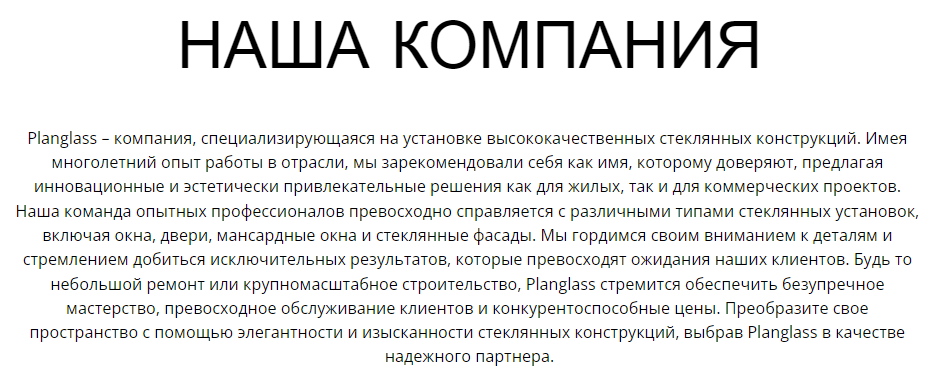 НАША КОМПАНИЯ
Planglass – компания, специализирующаяся на установке высококачественных стеклянных конструкций. Имея
многолетний опыт работы в отрасли, мы зарекомендовали себя как имя, которому доверяют, предлагая
инновационные и эстетически привлекательные решения как для жилых, так и для коммерческих проектов.
Наша команда опытных профессионалов превосходно справляется с различными типами стеклянных установок,
включая окна, двери, мансардные окна и стеклянные фасады. Мы гордимся своим вниманием к деталям и
стремлением добиться исключительных результатов, которые превосходят ожидания наших клиентов. Будь то
небольшой ремонт или крупномасштабное строительство, Planglass стремится обеспечить безупречное
мастерство, превосходное обслуживание клиентов и конкурентоспособные цены. Преобразите свое
пространство с помощью элегантности и изысканности стеклянных конструкций, выбрав Planglass в качестве
надежного партнера.